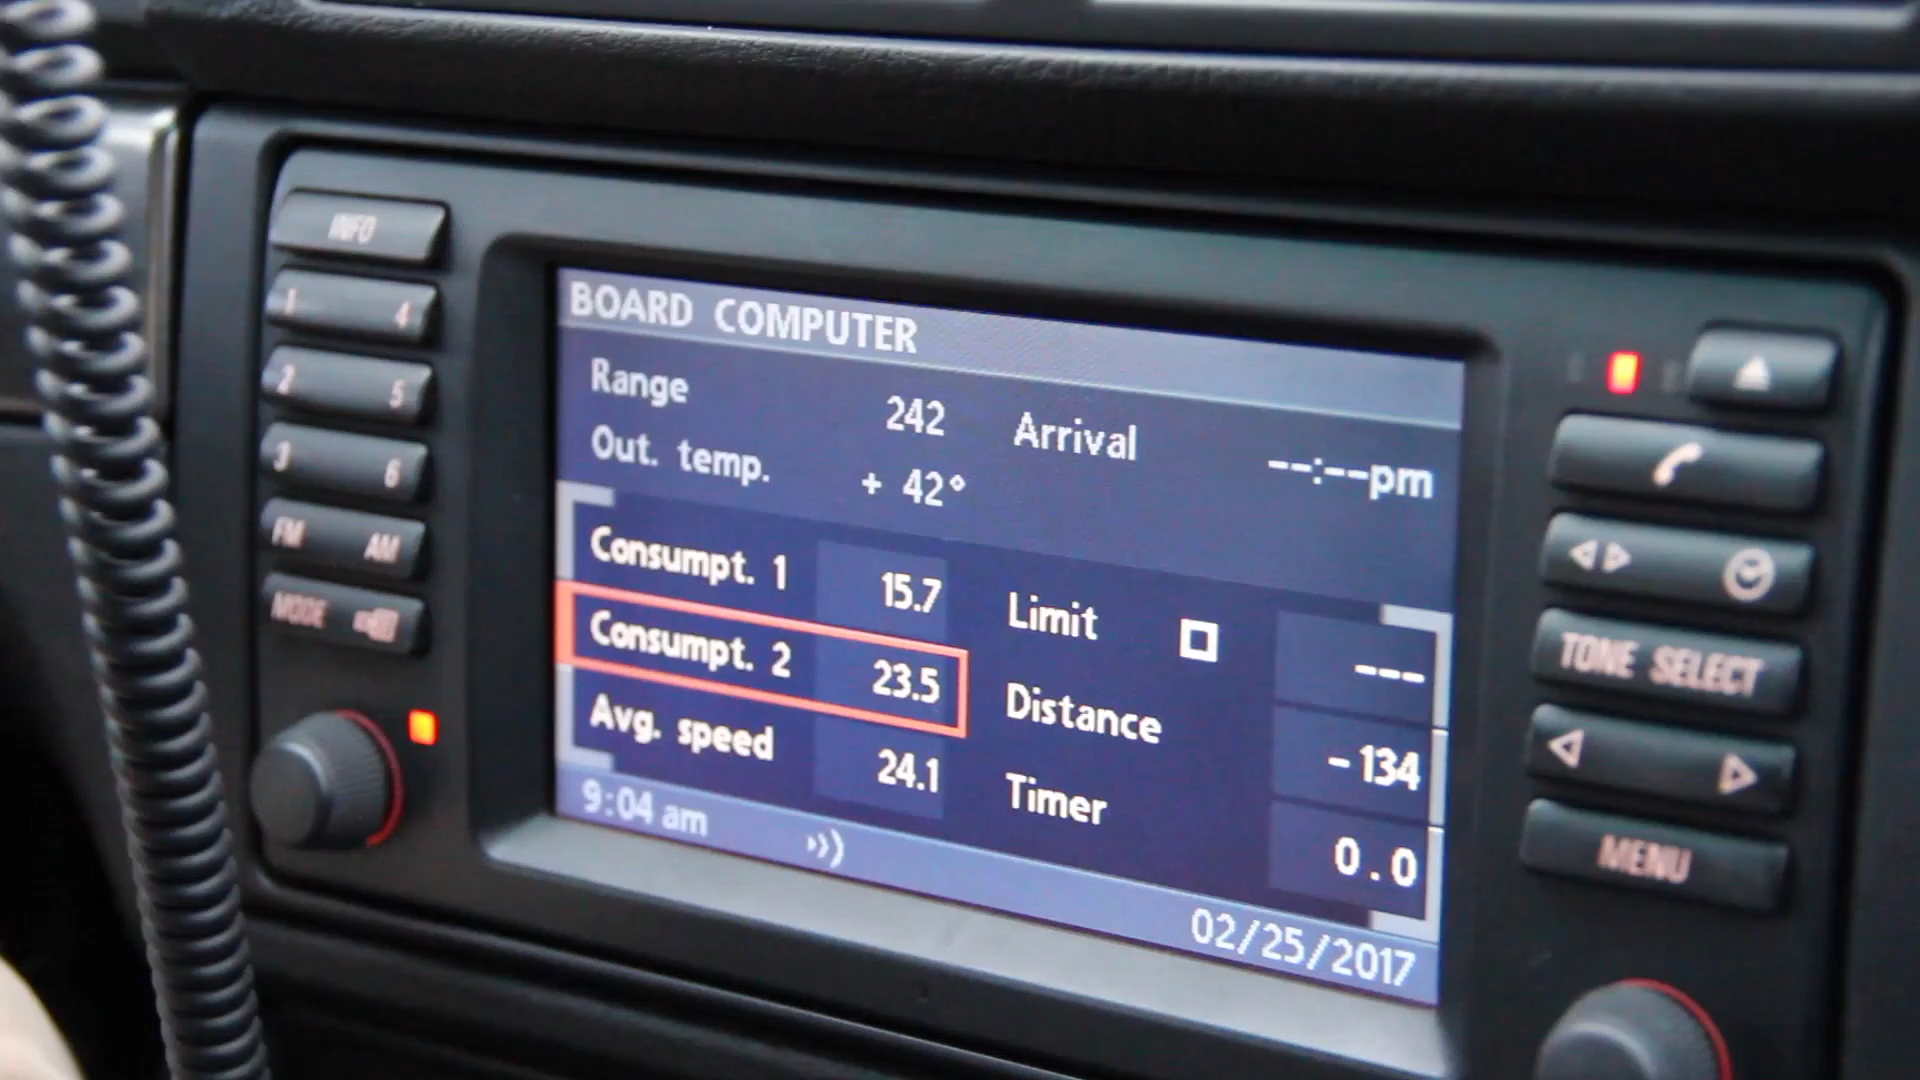 INFO
1 4
2 5
3 6
FM AM
MODE
BOARD COMPUTER
Range 242
Arrival --:--pm
Out. temp. + 42°
Consumpt. 1 15.7
Limit ---
Consumpt. 2 23.5
Distance -134
Avg. speed 24.1
Timer 0.0
9:04 am
02/25/2017
TONE SELECT
MENU